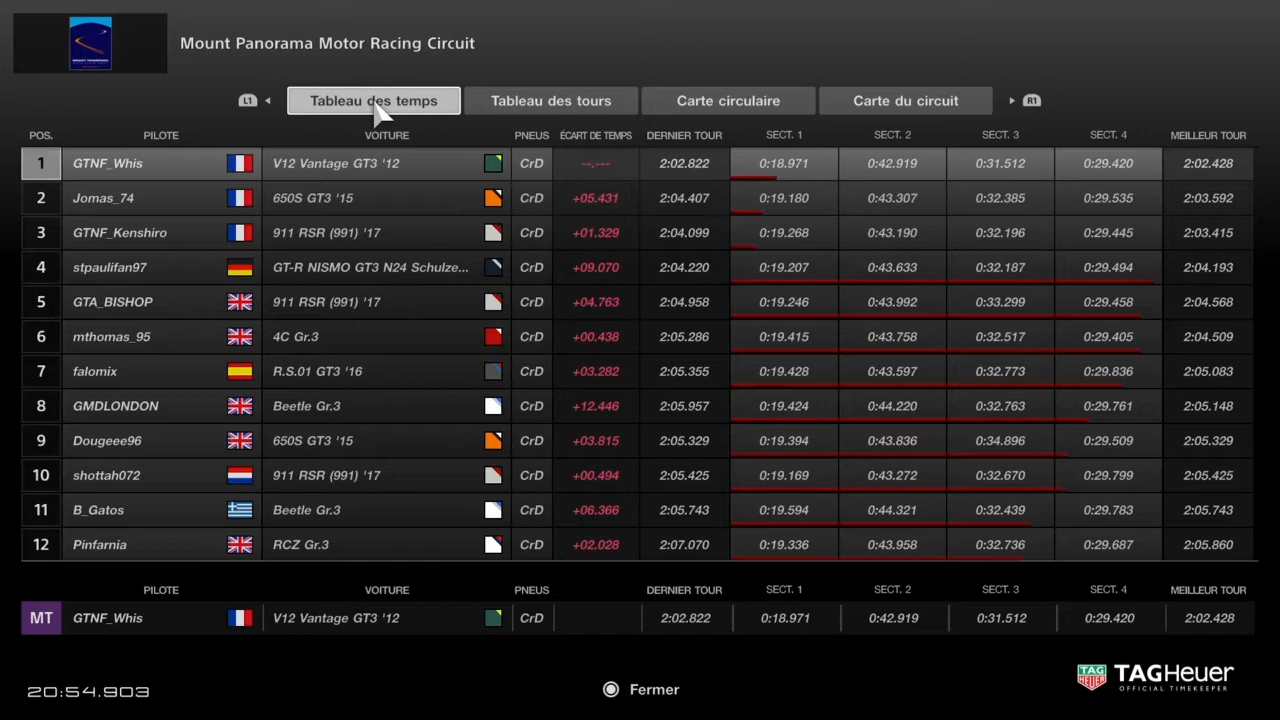 Mount Panorama Motor Racing Circuit
L1 Tableau des temps Tableau des tours Carte circulaire Carte du circuit R1
POS. PILOTE VOITURE PNEUS ÉCART DE TEMPS DERNIER TOUR SECT. 1 SECT. 2 SECT. 3 SECT. 4 MEILLEUR TOUR
1 GTNF_Whis V12 Vantage GT3 '12 CrD --.--- 2:02.822 0:18.971 0:42.919 0:31.512 0:29.420 2:02.428
2 Jomas_74 650S GT3 '15 CrD +05.431 2:04.407 0:19.180 0:43.307 0:32.385 0:29.535 2:03.592
3 GTNF_Kenshiro 911 RSR (991) '17 CrD +01.329 2:04.099 0:19.268 0:43.190 0:32.196 0:29.445 2:03.415
4 stpaulifan97 GT-R NISMO GT3 N24 Schulze... CrD +09.070 2:04.220 0:19.207 0:43.633 0:32.187 0:29.494 2:04.193
5 GTA_BISHOP 911 RSR (991) '17 CrD +04.763 2:04.958 0:19.246 0:43.992 0:33.299 0:29.458 2:04.568
6 mthomas_95 4C Gr.3 CrD +00.438 2:05.286 0:19.415 0:43.758 0:32.517 0:29.405 2:04.509
7 falomix R.S.01 GT3 '16 CrD +03.282 2:05.355 0:19.428 0:43.597 0:32.773 0:29.836 2:05.083
8 GMDLONDON Beetle Gr.3 CrD +12.446 2:05.957 0:19.424 0:44.220 0:32.763 0:29.761 2:05.148
9 Dougeee96 650S GT3 '15 CrD +03.815 2:05.329 0:19.394 0:43.836 0:34.896 0:29.509 2:05.329
10 shottah072 911 RSR (991) '17 CrD +00.494 2:05.425 0:19.169 0:43.272 0:32.670 0:29.799 2:05.425
11 B_Gatos Beetle Gr.3 CrD +06.366 2:05.743 0:19.594 0:44.321 0:32.439 0:29.783 2:05.743
12 Pinfarnia RCZ Gr.3 CrD +02.028 2:07.070 0:19.336 0:43.958 0:32.736 0:29.687 2:05.860
PILOTE VOITURE PNEUS DERNIER TOUR SECT. 1 SECT. 2 SECT. 3 SECT. 4 MEILLEUR TOUR
MT GTNF_Whis V12 Vantage GT3 '12 CrD 2:02.822 0:18.971 0:42.919 0:31.512 0:29.420 2:02.428
20:54.903
Fermer
TAG HEUER TAGHeuer
OFFICIAL TIMEKEEPER